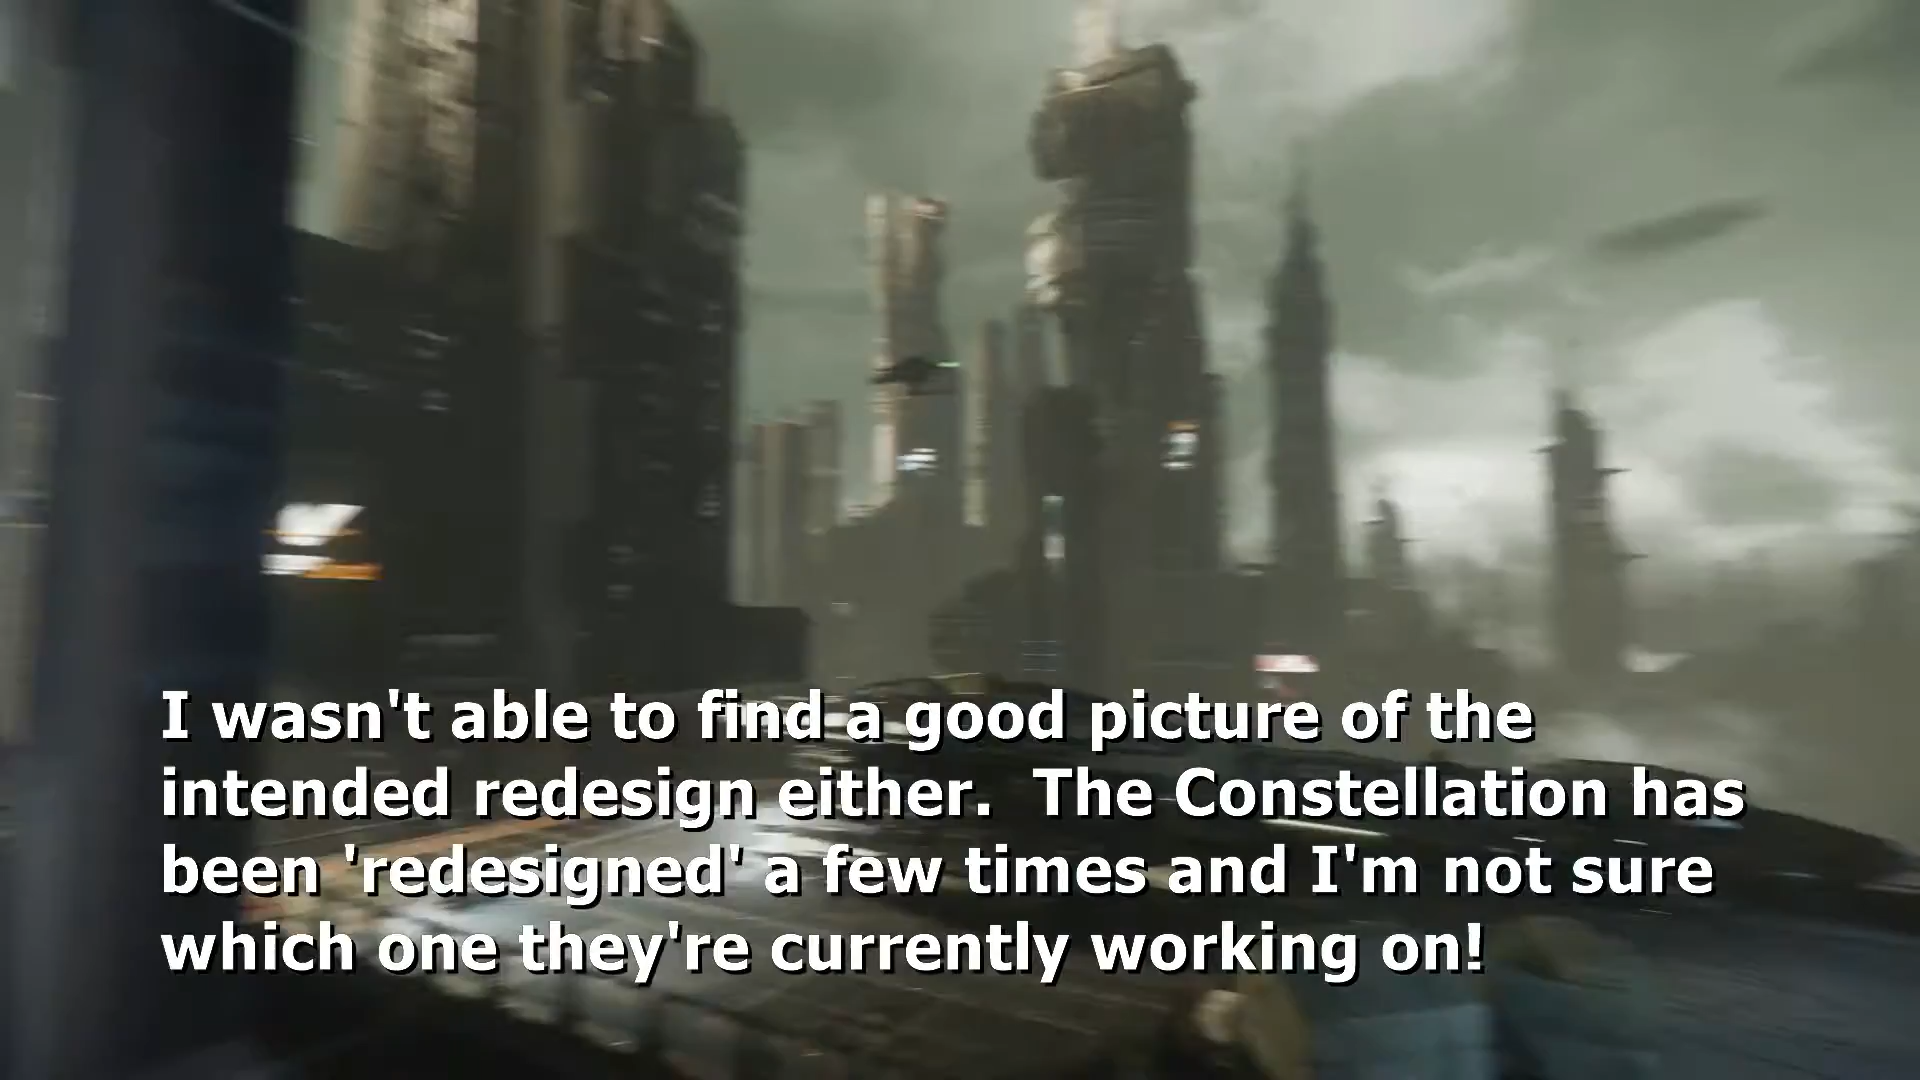 I wasn't able to find a good picture of the
intended redesign either.  The Constellation has
been 'redesigned' a few times and I'm not sure
which one they're currently working on!